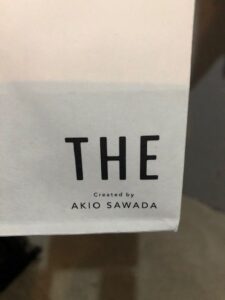 THE
Created by
AKIO SAWADA